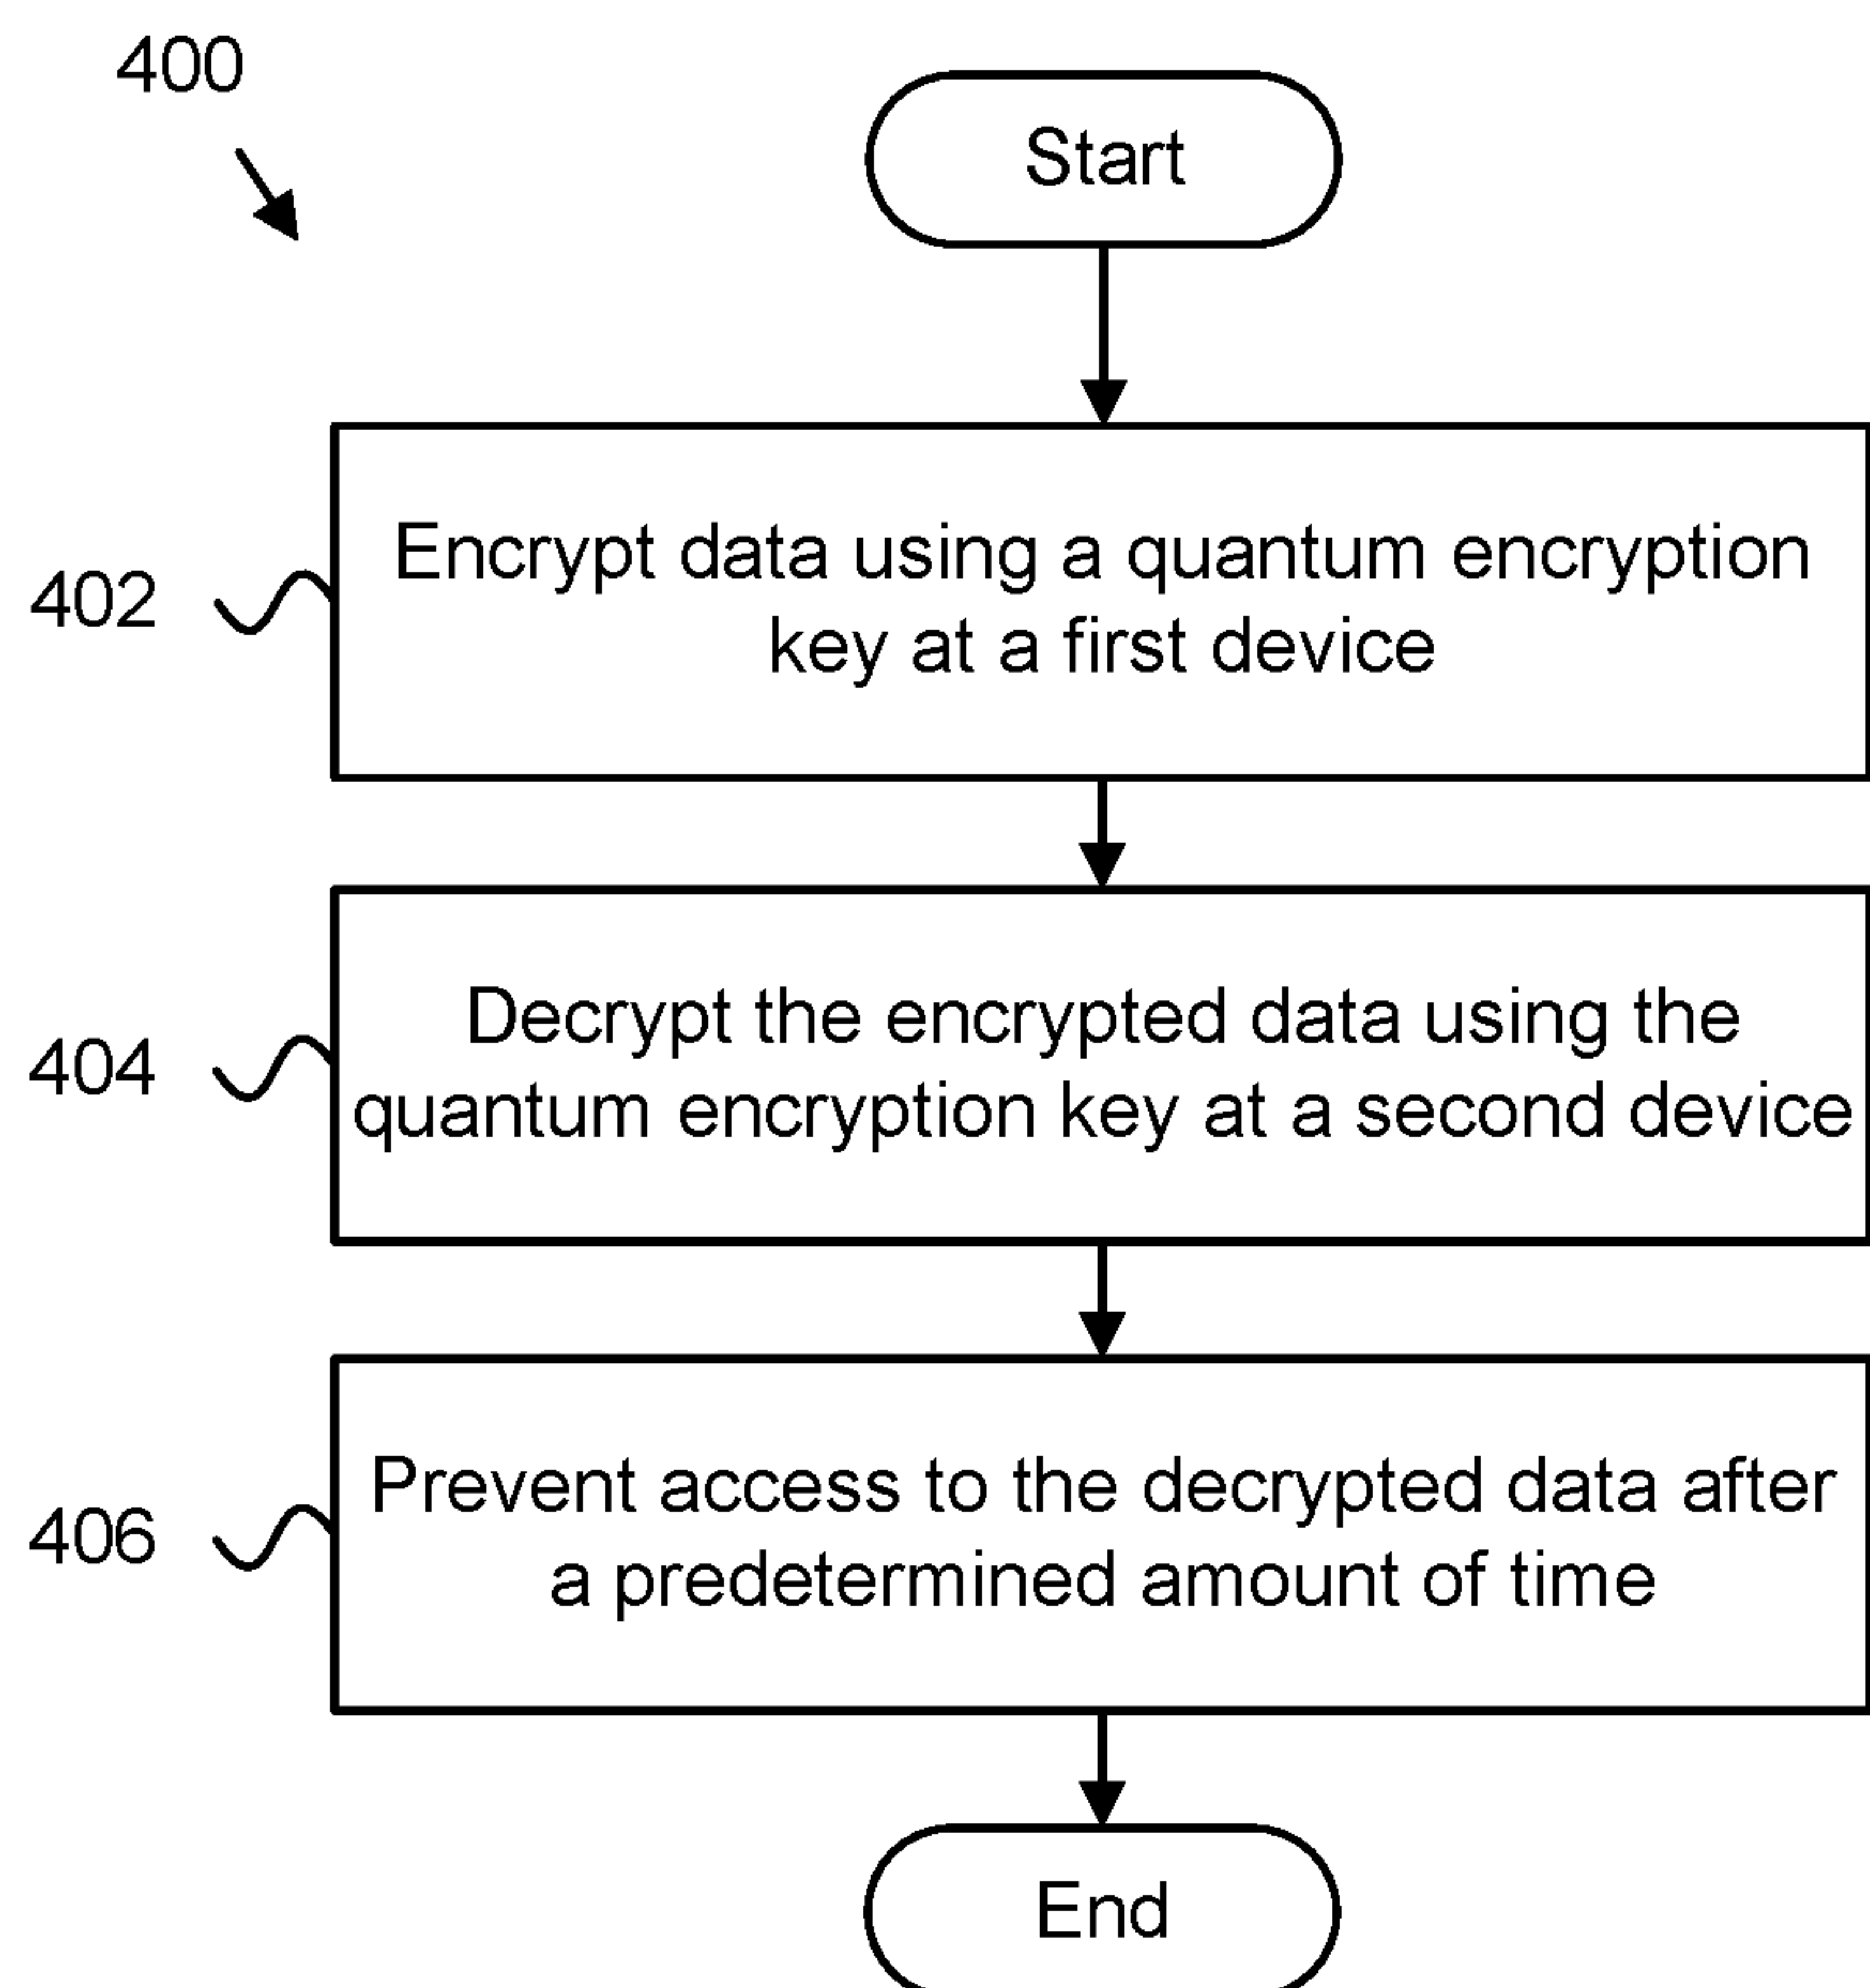 400
Start
402
Encrypt data using a quantum encryption
key at a first device
404
Decrypt the encrypted data using the
quantum encryption key at a second device
406
Prevent access to the decrypted data after
a predetermined amount of time
End